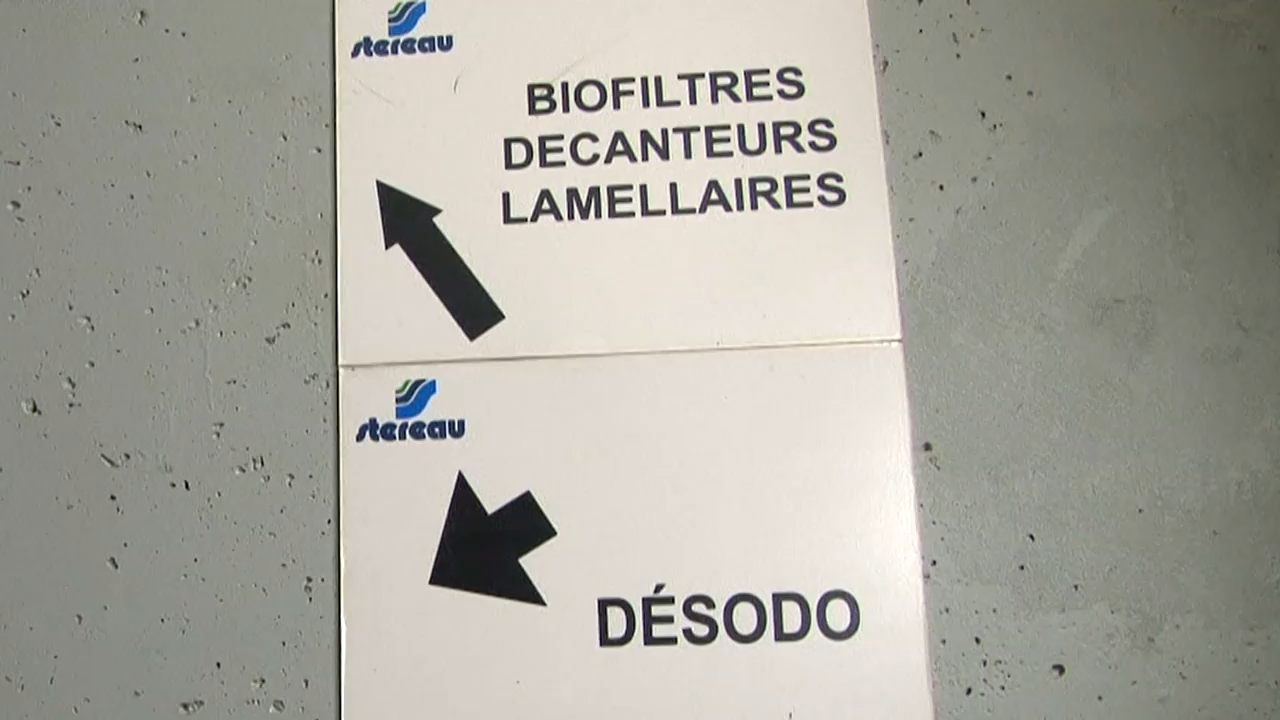 stereau
BIOFILTRES
DECANTEURS
LAMELLAIRES
stereau
DÉSODO